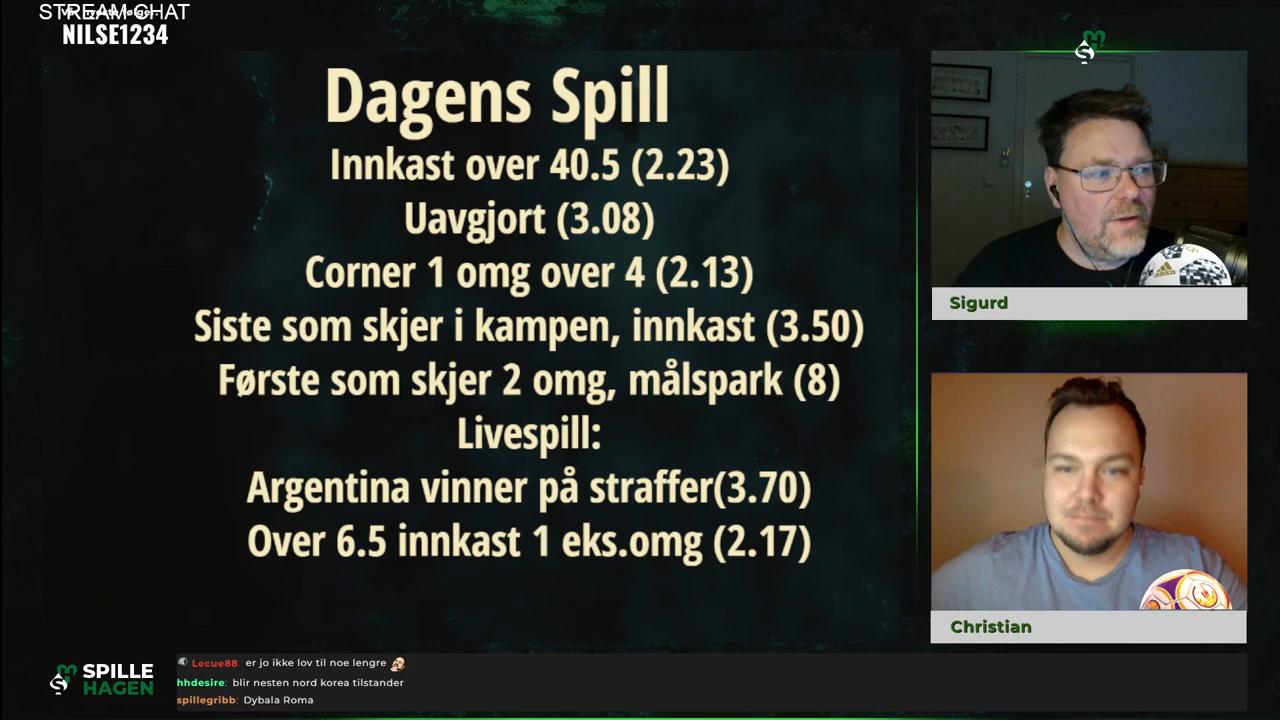 STREAM CHAT
NILSE1234
Dagens Spill
Innkast over 40.5 (2.23)
Uavgjort (3.08)
Corner 1 omg over 4 (2.13)
Siste som skjer i kampen, innkast (3.50)
Første som skjer 2 omg, målspark (8)
Livespill:
Argentina vinner på straffer(3.70)
Over 6.5 innkast 1 eks.omg (2.17)
Sigurd
adidas
Christian
SPILLE
HAGEN
Lecue88: er jo ikke lov til noe lengre
hhdesire: blir nesten nord korea tilstander
spillegribb: Dybala Roma